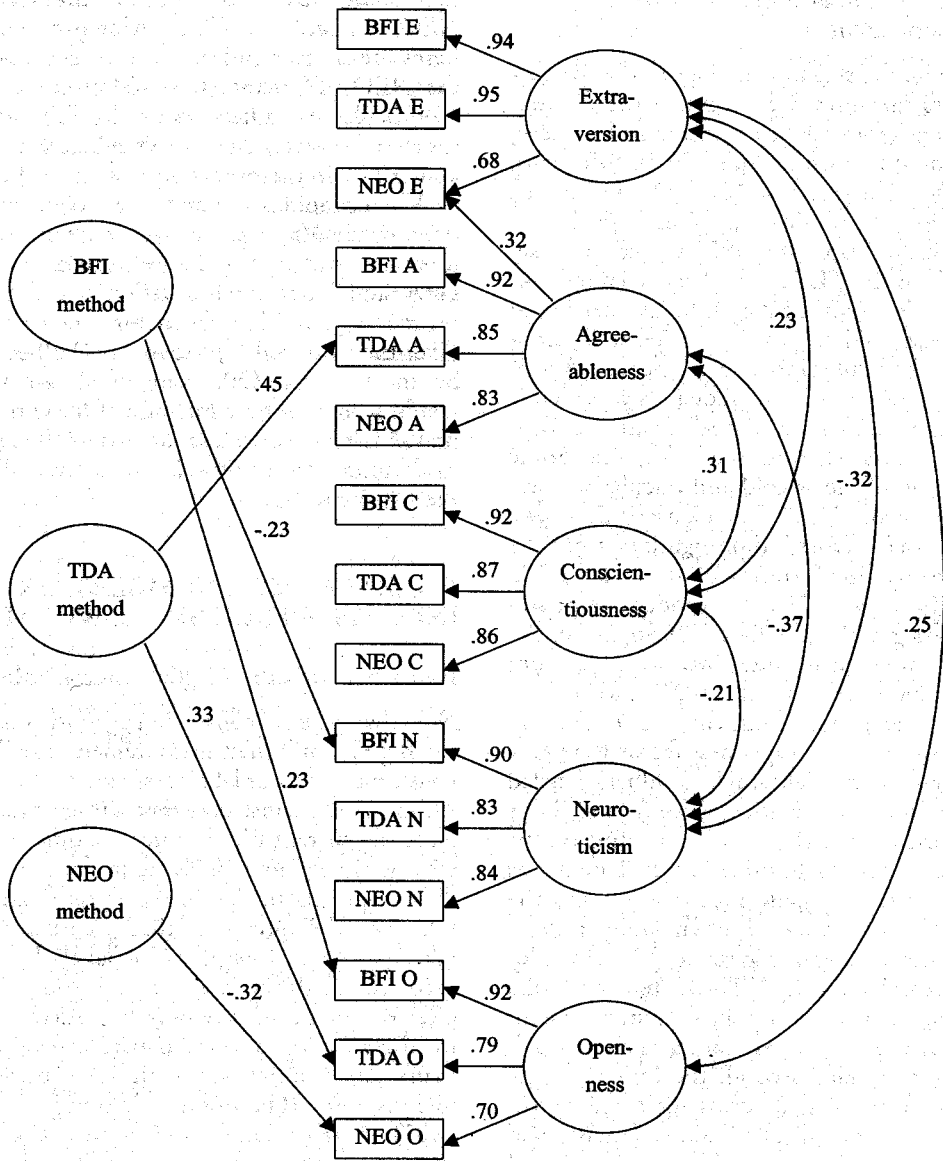 BFI E
.94
TDA E
.95
Extra-
version
NEO E
.68
.32
BFI
method
BFI A
.92
TDA A
.85
Agree-
ableness
.23
.45
NEO A
.83
.31
-.32
BFI C
.92
-.23
TDA
method
TDA C
.87
Conscien-
tiousness
-.37
.25
NEO C
.86
-.21
.33
BFI N
.90
.23
TDA N
.83
Neuro-
ticism
NEO
method
NEO N
.84
BFI O
.92
-.32
TDA O
.79
Open-
ness
NEO O
.70